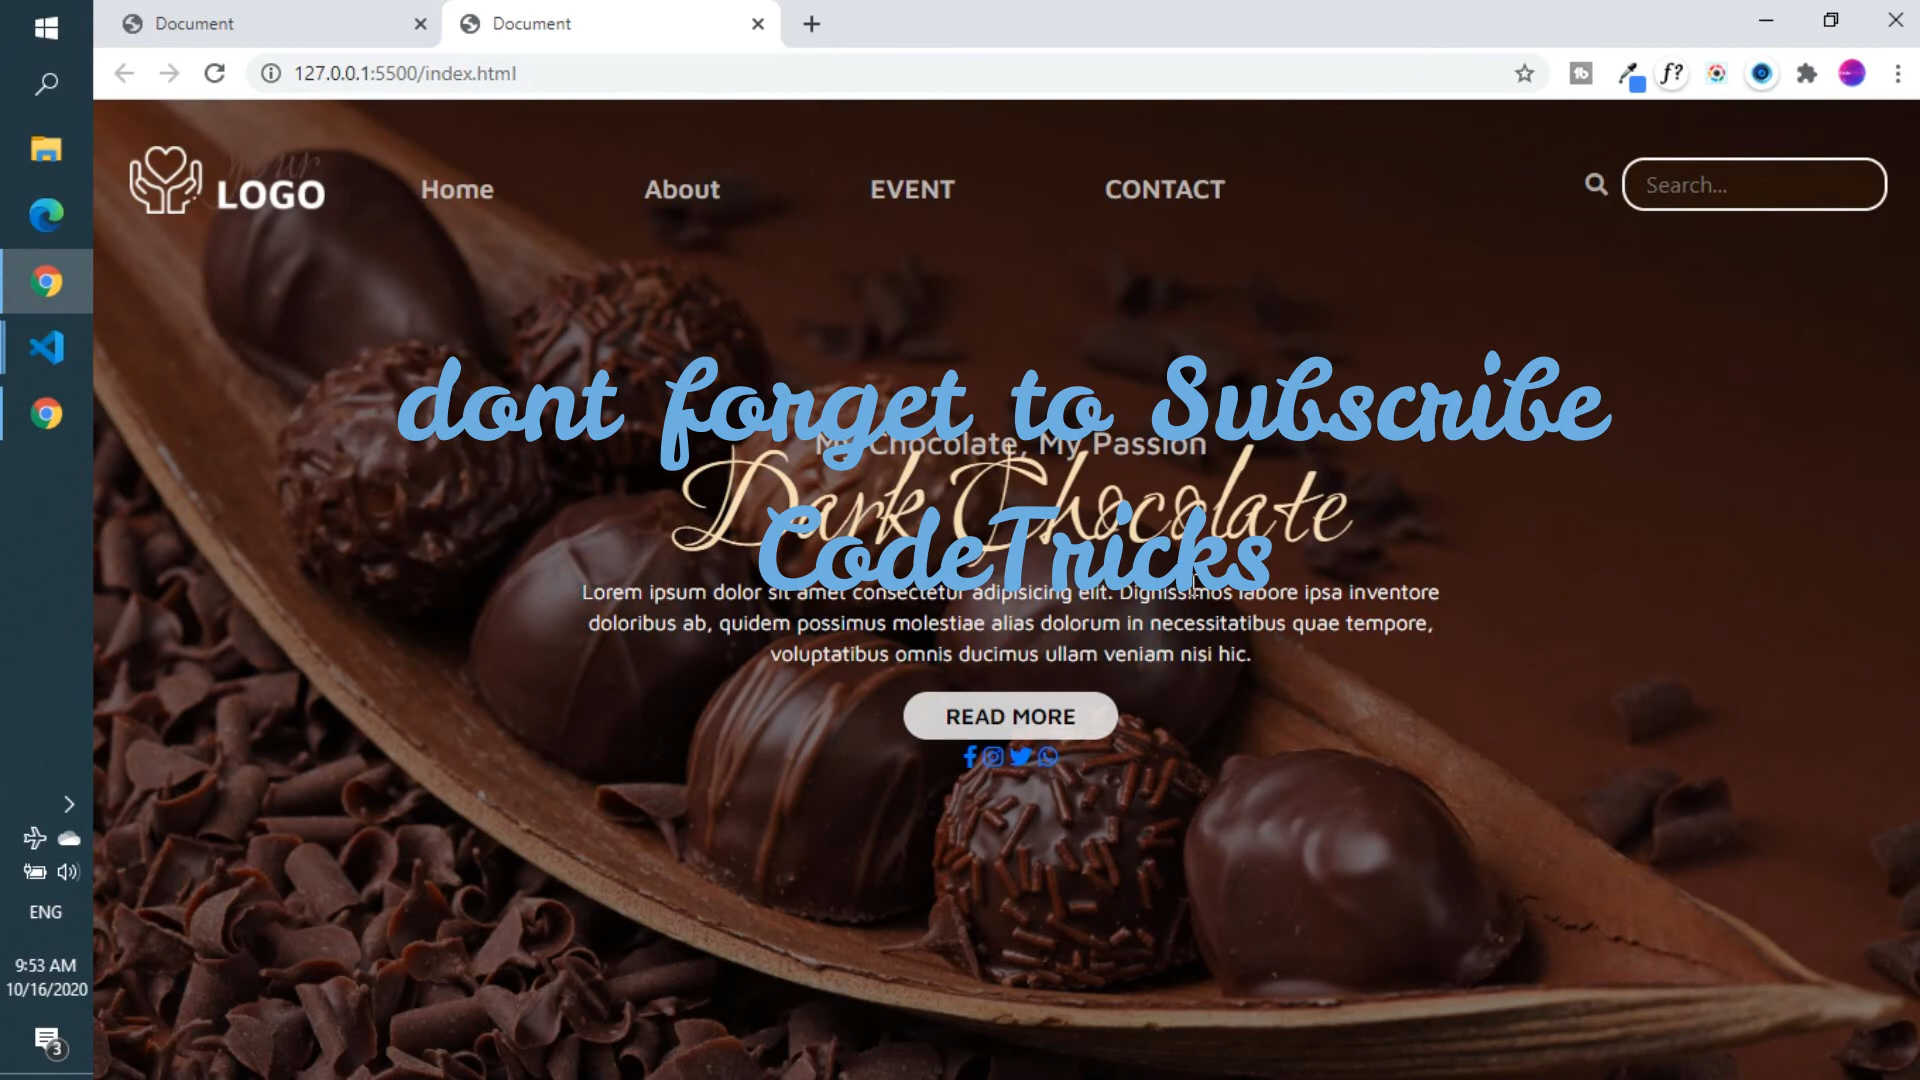 Document
Document
127.0.0.1:5500/index.html
your
LOGO
Home
About
EVENT
CONTACT
Search...
dont forget to Subscribe
CodeTricks
My Chocolate, My Passion
Dark Chocolate
Lorem ipsum dolor sit amet consectetur adipisicing elit. Dignissimos labore ipsa inventore
doloribus ab, quidem possimus molestiae alias dolorum in necessitatibus quae tempore,
voluptatibus omnis ducimus ullam veniam nisi hic.
READ MORE
ENG
9:53 AM
10/16/2020
3
f?